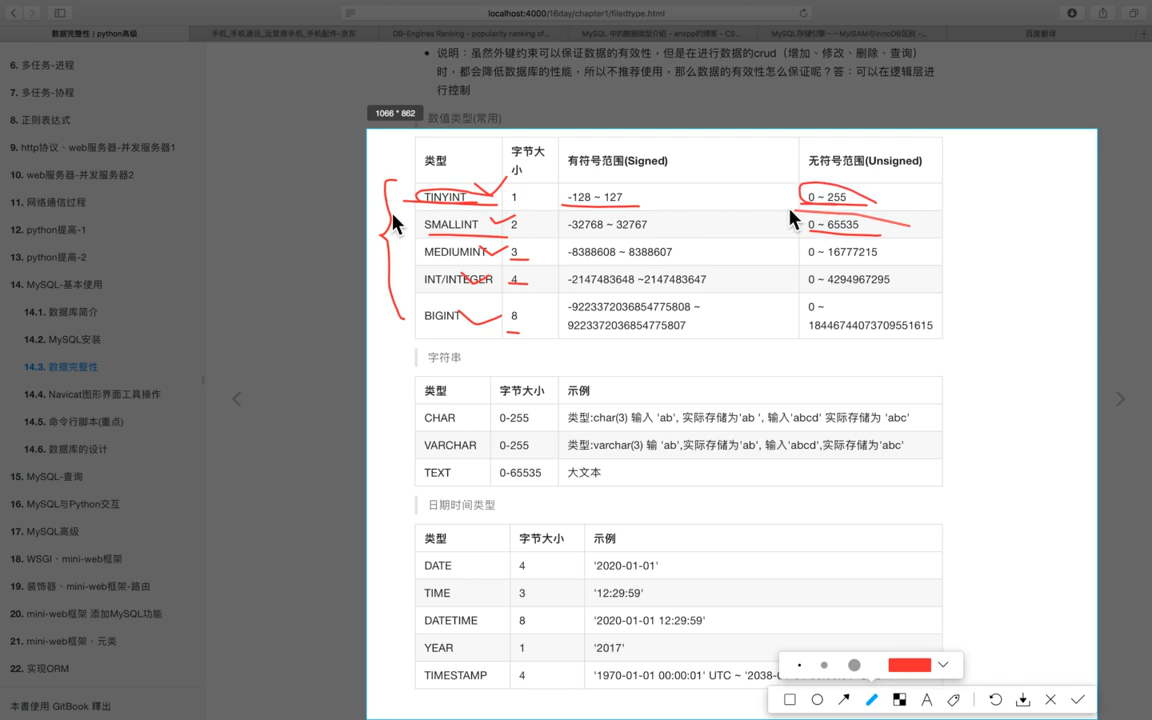 localhost:4000/16day/chapter1/filedtype.html
数据完整性 | python高级
手机_手机通讯_运营商手机_手机配件-京东
DB-Engines Ranking - popularity ranking of...
MySQL 中的数据类型介绍 - anxpp的博客 - CS...
MySQL存储引擎--MyISAM与InnoDB区别 -...
百度翻译
6. 多任务-进程
7. 多任务-协程
8. 正则表达式
9. http协议、web服务器-并发服务器1
10. web服务器-并发服务器2
11. 网络通信过程
12. python提高-1
13. python提高-2
14. MySQL-基本使用
14.1. 数据库简介
14.2. MySQL安装
14.3. 数据完整性
14.4. Navicat图形界面工具操作
14.5. 命令行脚本(重点)
14.6. 数据库的设计
15. MySQL-查询
16. MySQL与Python交互
17. MySQL高级
18. WSGI、mini-web框架
19. 装饰器、mini-web框架-路由
20. mini-web框架 添加MySQL功能
21. mini-web框架、元类
22. 实现ORM
本書使用 GitBook 釋出
• 说明：虽然外键约束可以保证数据的有效性，但是在进行数据的crud（增加、修改、删除、查询）
时，都会降低数据库的性能，所以不推荐使用，那么数据的有效性怎么保证呢？答：可以在逻辑层进
行控制
1066 * 862
数值类型(常用)
类型 字节大小 有符号范围(Signed) 无符号范围(Unsigned)
TINYINT 1 -128 ~ 127 0 ~ 255
SMALLINT 2 -32768 ~ 32767 0 ~ 65535
MEDIUMINT 3 -8388608 ~ 8388607 0 ~ 16777215
INT/INTEGER 4 -2147483648 ~2147483647 0 ~ 4294967295
BIGINT 8 -9223372036854775808 ~ 9223372036854775807 0 ~ 18446744073709551615
字符串
类型 字节大小 示例
CHAR 0-255 类型:char(3) 输入 'ab', 实际存储为'ab ', 输入'abcd' 实际存储为 'abc'
VARCHAR 0-255 类型:varchar(3) 输 'ab',实际存储为'ab', 输入'abcd',实际存储为'abc'
TEXT 0-65535 大文本
日期时间类型
类型 字节大小 示例
DATE 4 '2020-01-01'
TIME 3 '12:29:59'
DATETIME 8 '2020-01-01 12:29:59'
YEAR 1 '2017'
TIMESTAMP 4 '1970-01-01 00:00:01' UTC ~ '2038-